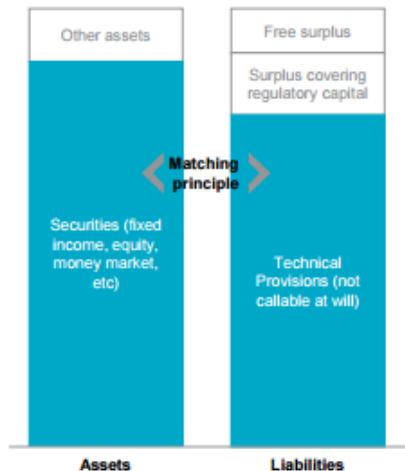 Other assets
Free surplus
Surplus covering
regulatory capital
Matching
principle
Securities (fixed
income, equity,
money market,
etc)
Technical
Provisions (not
callable at will)
Assets
Liabilities